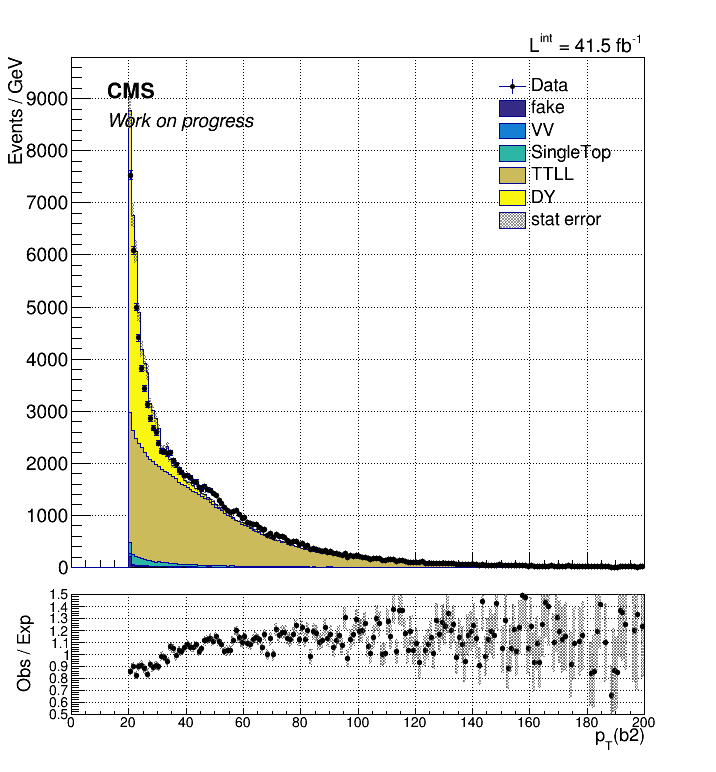 L^int = 41.5 fb^-1
Events / GeV
CMS
Work on progress
Data
fake
VV
SingleTop
TTLL
DY
stat error
9000
8000
7000
6000
5000
4000
3000
2000
1000
0
Obs / Exp
1.5
1.4
1.3
1.2
1.1
1
0.9
0.8
0.7
0.6
0.5
0 20 40 60 80 100 120 140 160 180 200
p_T(b2)